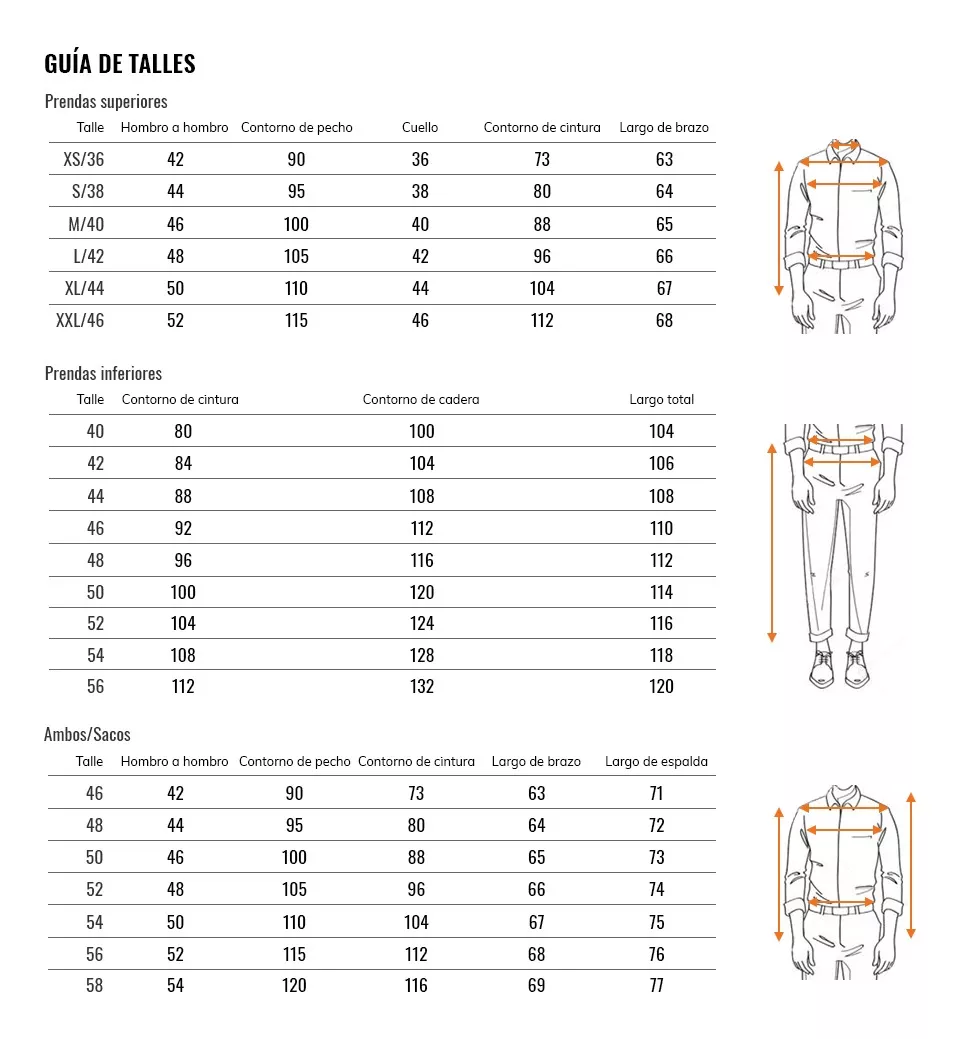 GUÍA DE TALLES
Prendas superiores
Talle Hombro a hombro Contorno de pecho Cuello Contorno de cintura Largo de brazo
XS/36 42 90 36 73 63
S/38 44 95 38 80 64
M/40 46 100 40 88 65
L/42 48 105 42 96 66
XL/44 50 110 44 104 67
XXL/46 52 115 46 112 68
Prendas inferiores
Talle Contorno de cintura Contorno de cadera Largo total
40 80 100 104
42 84 104 106
44 88 108 108
46 92 112 110
48 96 116 112
50 100 120 114
52 104 124 116
54 108 128 118
56 112 132 120
Ambos/Sacos
Talle Hombro a hombro Contorno de pecho Contorno de cintura Largo de brazo Largo de espalda
46 42 90 73 63 71
48 44 95 80 64 72
50 46 100 88 65 73
52 48 105 96 66 74
54 50 110 104 67 75
56 52 115 112 68 76
58 54 120 116 69 77